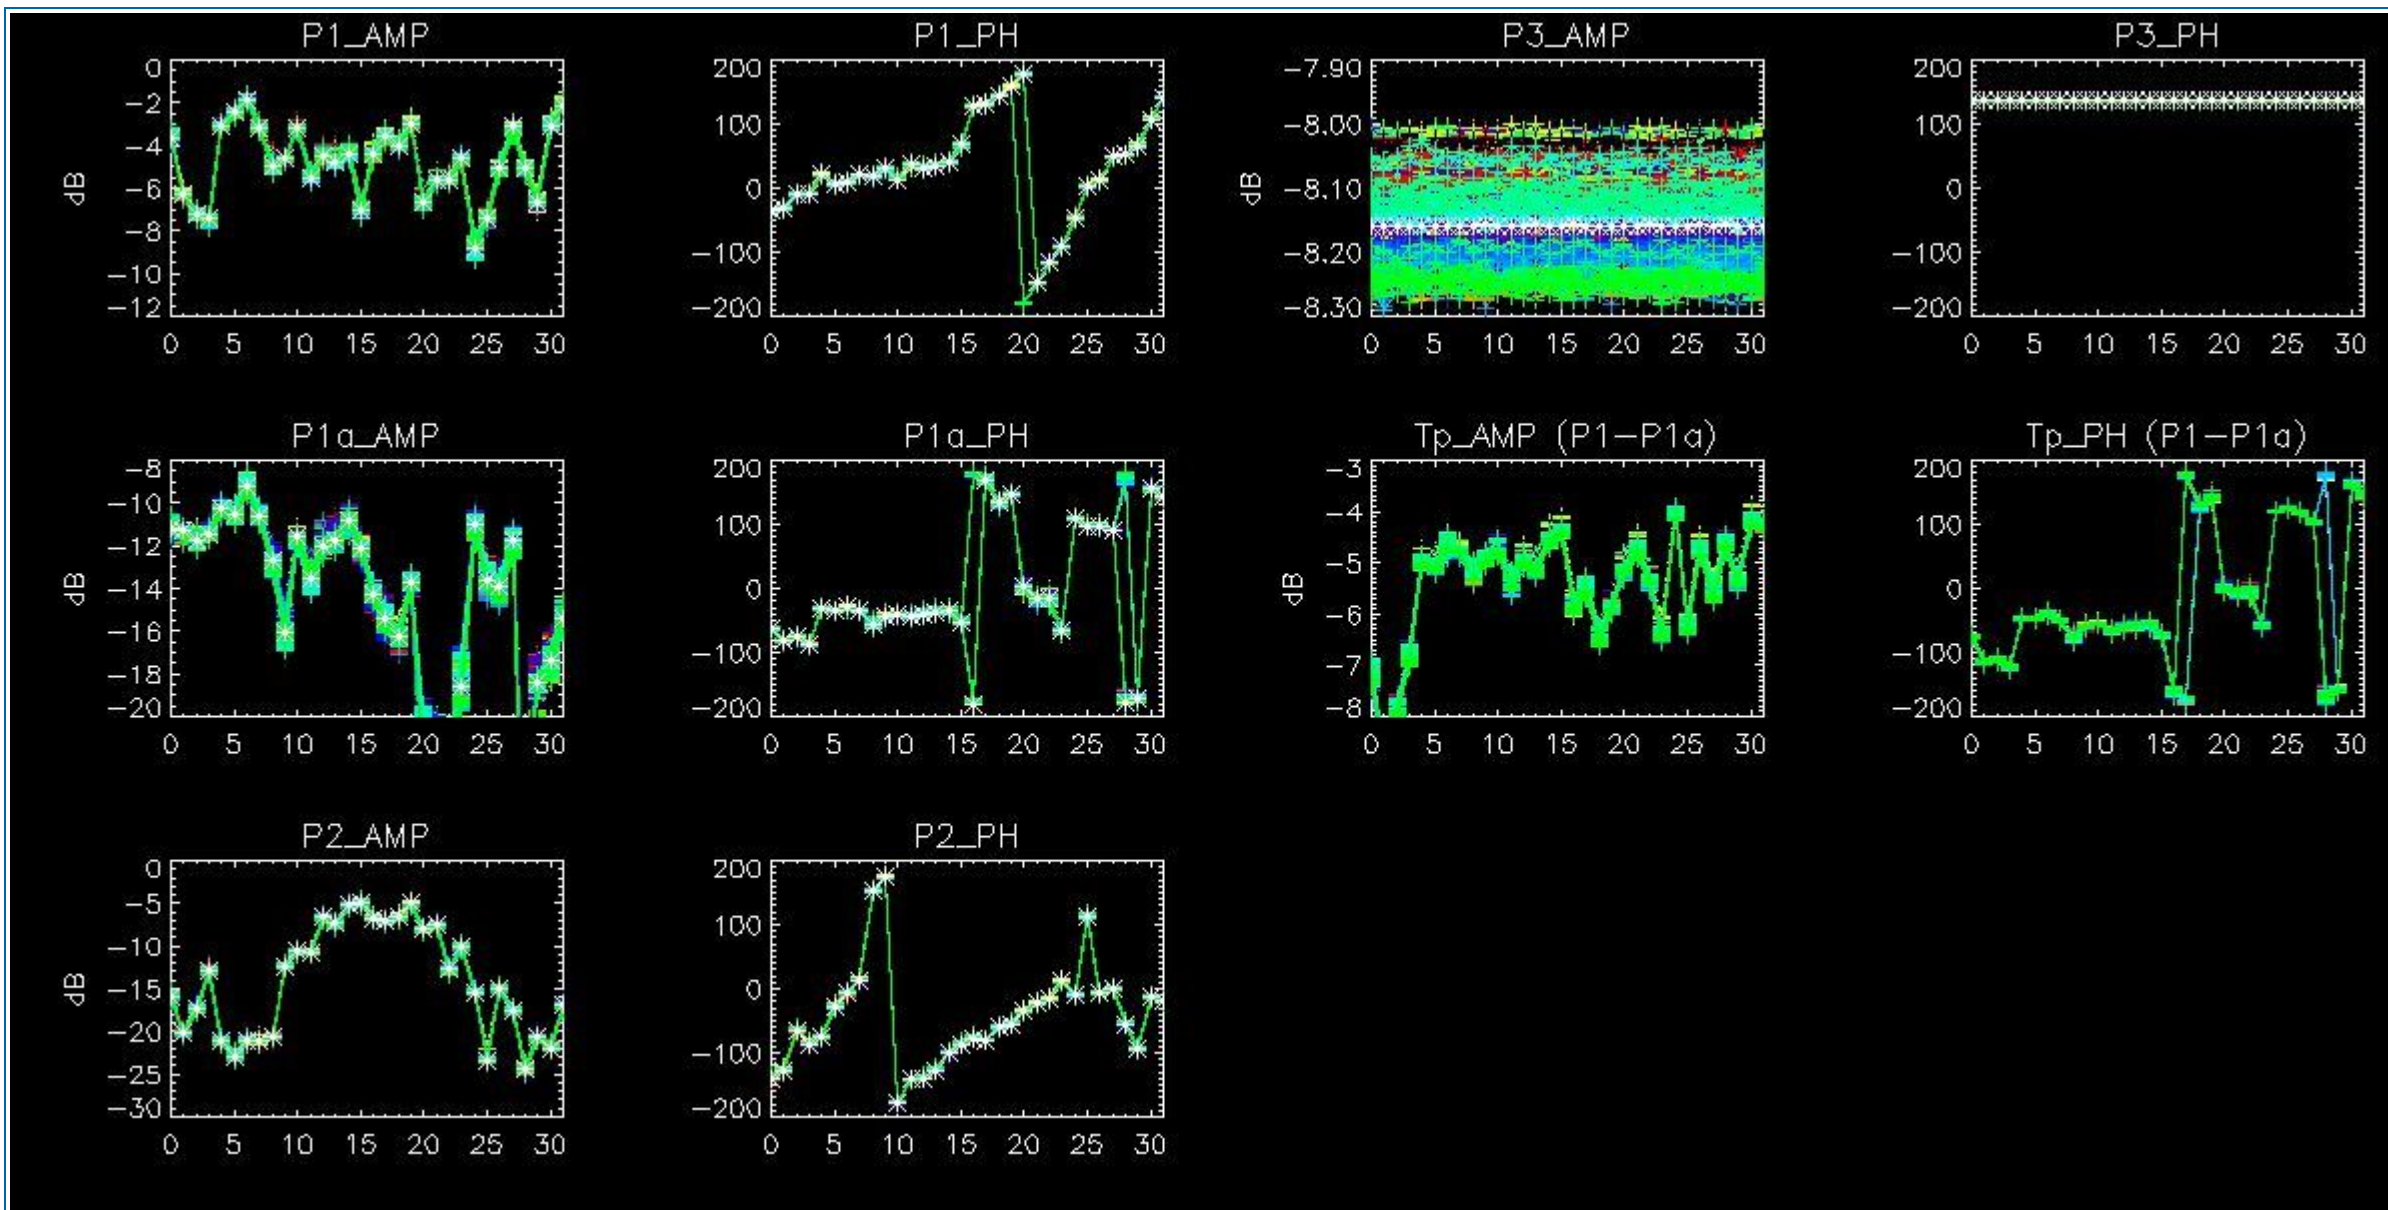 P1_AMP
P1_PH
P3_AMP
P3_PH
0
−2
−4
−6
−8
−10
−12
dB
0 5 10 15 20 25 30
200
100
0
−100
−200
0 5 10 15 20 25 30
−7.90
−8.00
−8.10
−8.20
−8.30
dB
0 5 10 15 20 25 30
200
100
0
−100
−200
0 5 10 15 20 25 30
P1a_AMP
P1a_PH
Tp_AMP (P1−P1a)
Tp_PH (P1−P1a)
−8
−10
−12
−14
−16
−18
−20
dB
0 5 10 15 20 25 30
200
100
0
−100
−200
0 5 10 15 20 25 30
−3
−4
−5
−6
−7
−8
dB
0 5 10 15 20 25 30
200
100
0
−100
−200
0 5 10 15 20 25 30
P2_AMP
P2_PH
0
−5
−10
−15
−20
−25
−30
dB
0 5 10 15 20 25 30
200
100
0
−100
−200
0 5 10 15 20 25 30